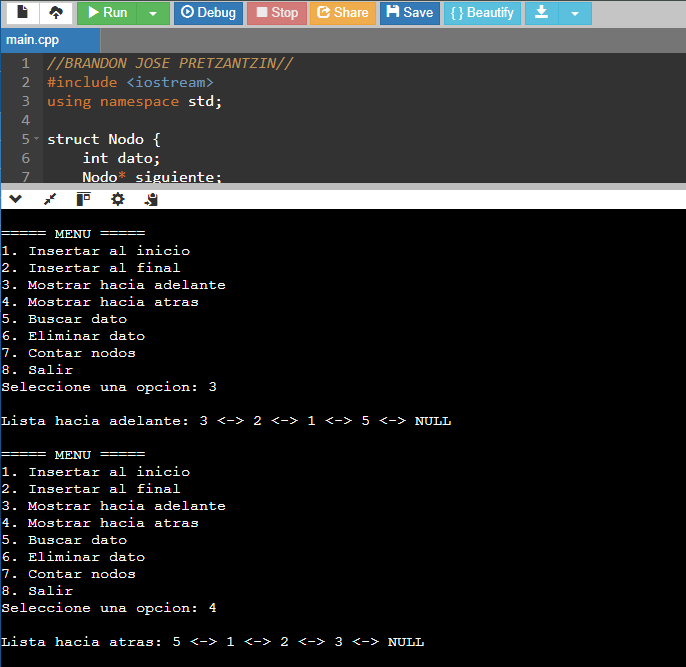 Run Debug Stop Share Save { } Beautify
main.cpp
1 //BRANDON JOSE PRETZANTZIN//
2 #include <iostream>
3 using namespace std;
4
5 struct Nodo {
6 int dato;
7 Nodo* siguiente;
===== MENU =====
1. Insertar al inicio
2. Insertar al final
3. Mostrar hacia adelante
4. Mostrar hacia atras
5. Buscar dato
6. Eliminar dato
7. Contar nodos
8. Salir
Seleccione una opcion: 3
Lista hacia adelante: 3 <-> 2 <-> 1 <-> 5 <-> NULL
===== MENU =====
1. Insertar al inicio
2. Insertar al final
3. Mostrar hacia adelante
4. Mostrar hacia atras
5. Buscar dato
6. Eliminar dato
7. Contar nodos
8. Salir
Seleccione una opcion: 4
Lista hacia atras: 5 <-> 1 <-> 2 <-> 3 <-> NULL